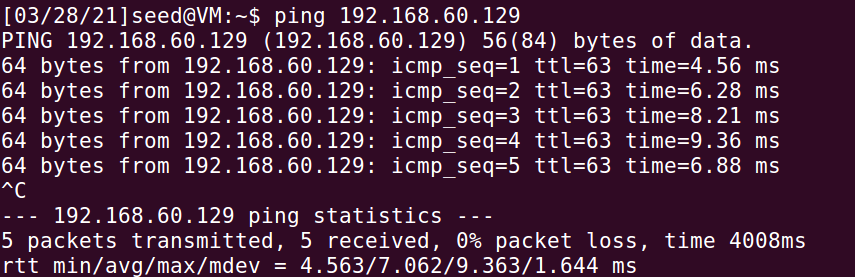 [03/28/21]seed@VM:~$ ping 192.168.60.129
PING 192.168.60.129 (192.168.60.129) 56(84) bytes of data.
64 bytes from 192.168.60.129: icmp_seq=1 ttl=63 time=4.56 ms
64 bytes from 192.168.60.129: icmp_seq=2 ttl=63 time=6.28 ms
64 bytes from 192.168.60.129: icmp_seq=3 ttl=63 time=8.21 ms
64 bytes from 192.168.60.129: icmp_seq=4 ttl=63 time=9.36 ms
64 bytes from 192.168.60.129: icmp_seq=5 ttl=63 time=6.88 ms
^C
--- 192.168.60.129 ping statistics ---
5 packets transmitted, 5 received, 0% packet loss, time 4008ms
rtt min/avg/max/mdev = 4.563/7.062/9.363/1.644 ms